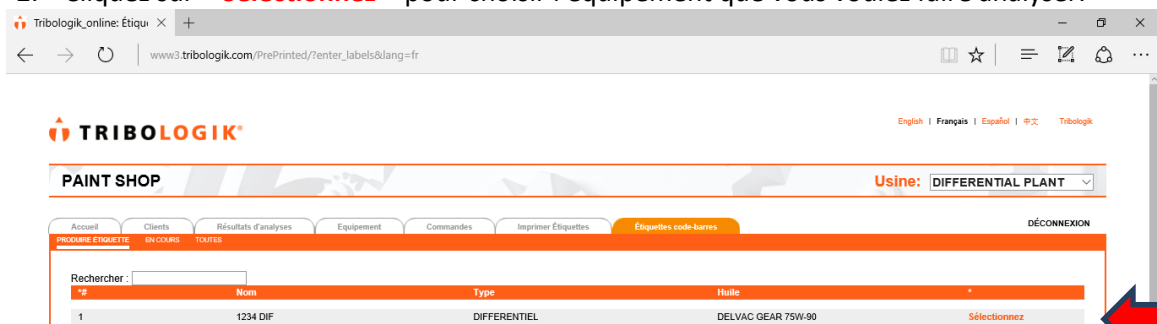 Tribologik_online: Étiqu
www3.tribologik.com/PrePrinted/?enter_labels&lang=fr
TRIBOLOGIK
English | Français | Español | 中文 Tribologik
PAINT SHOP
Usine: DIFFERENTIAL PLANT
Accueil Clients Résultats d'analyses Equipement Commandes Imprimer Étiquettes Étiquettes code-barres DÉCONNEXION
PRODUIRE ÉTIQUETTE EN COURS TOUTES
Rechercher :
*# Nom Type Huile *
1 1234 DIF DIFFERENTIEL DELVAC GEAR 75W-90 Sélectionnez